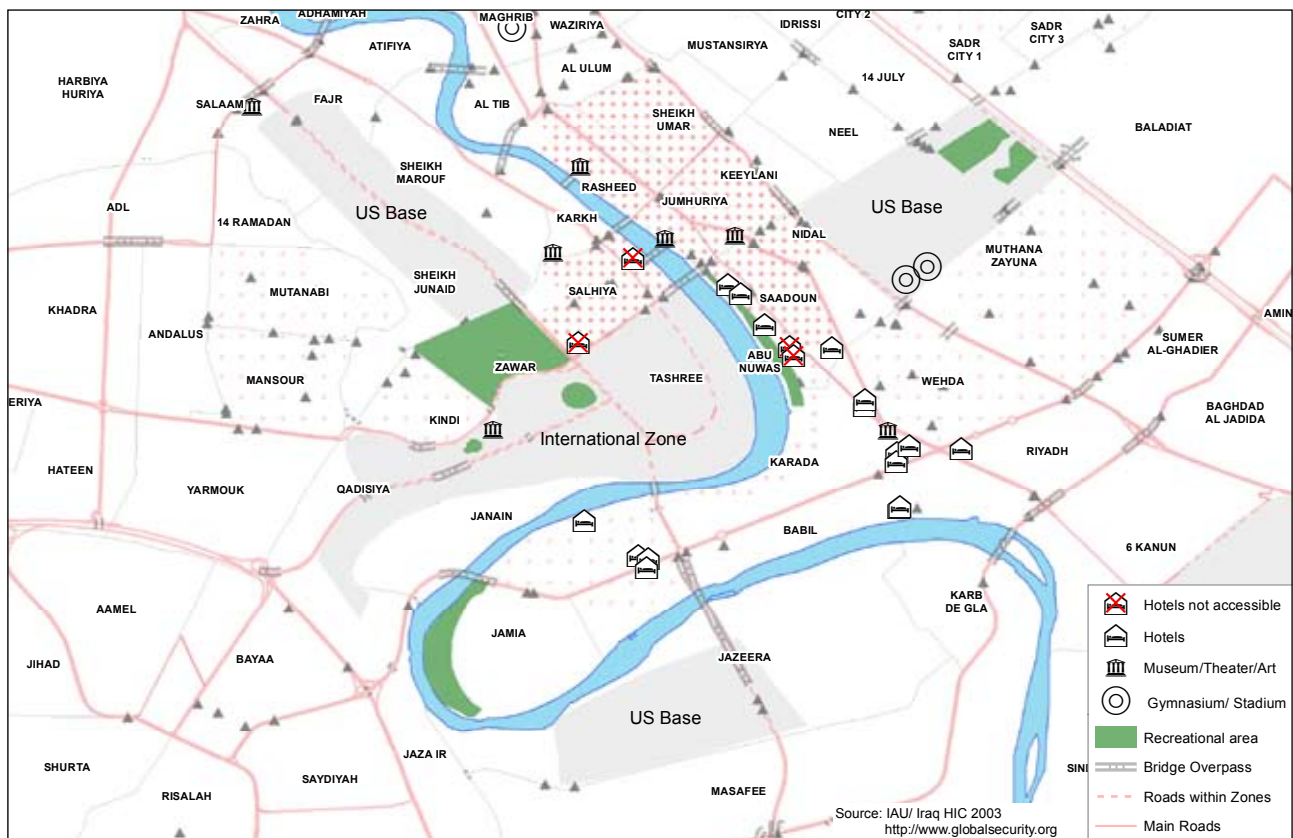 ADHAMIYAH
MAGHRIB
ZAHRA
WAZIRIYA
IDRISSI
CITY 2
SADR
CITY 3
ATIFIYA
MUSTANSIRYA
SADR
CITY 1
AL ULUM
HARBIYA
HURIYA
14 JULY
FAJR
SALAAM
AL TIB
SHEIKH
UMAR
NEEL
BALADIAT
SHEIKH
MAROUF
KEEYLANI
RASHEED
ADL
US Base
JUMHURIYA
US Base
14 RAMADAN
KARKH
NIDAL
MUTHANA
ZAYUNA
SHEIKH
JUNAID
MUTANABI
SALHIYA
SAADOUN
KHADRA
AMIN
ANDALUS
SUMER
AL-GHADIER
ZAWAR
ABU
NUWAS
MANSOUR
TASHREE
WEHDA
ERIYA
KINDI
BAGHDAD
AL JADIDA
International Zone
RIYADH
HATEEN
KARADA
YARMOUK
QADISIYA
JANAIN
BABIL
6 KANUN
KARB
DE GLA
Hotels not accessible
AAMEL
JAMIA
Hotels
JIHAD
BAYAA
JAZEERA
Museum/Theater/Art
Gymnasium/ Stadium
US Base
Recreational area
JAZA IR
SHURTA
SAYDIYAH
SIN
Bridge Overpass
RISALAH
MASAFEE
Roads within Zones
Source: IAU/ Iraq HIC 2003
http://www.globalsecurity.org
Main Roads